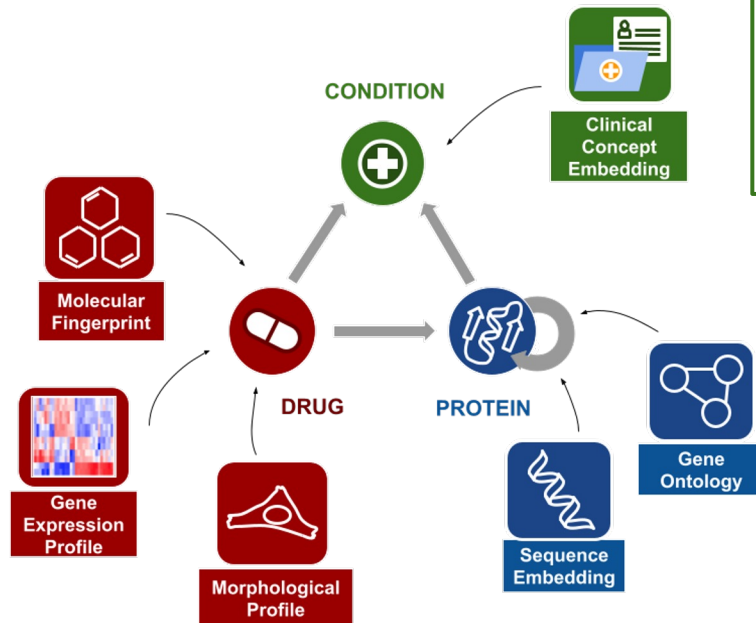 CONDITION
Clinical
Concept
Embedding
Molecular
Fingerprint
DRUG
PROTEIN
Gene
Ontology
Gene
Expression
Profile
Sequence
Embedding
Morphological
Profile